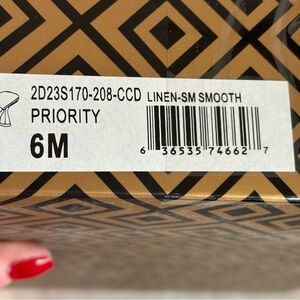 2D23S170-208-CCD LINEN-SM SMOOTH
PRIORITY
6M
6 36535 74662 7